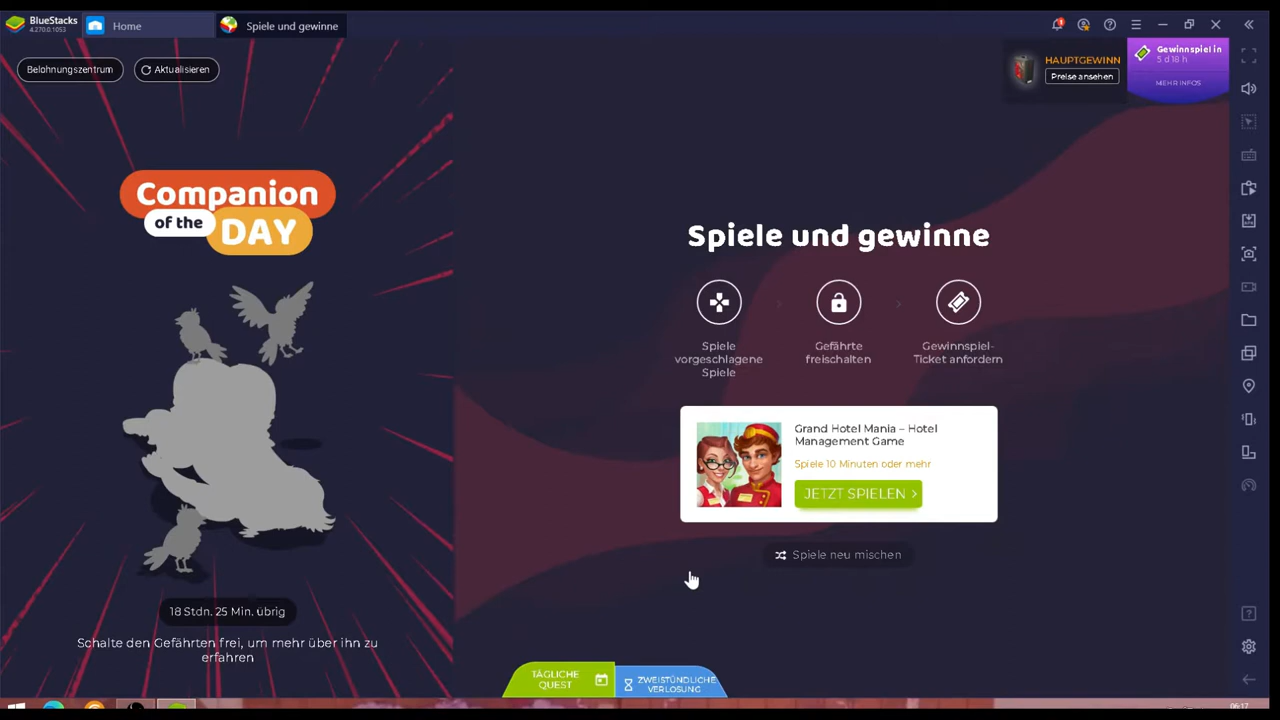 BlueStacks
4.270.0.1053
Home
Spiele und gewinne
Belohnungszentrum
Aktualisieren
HAUPTGEWINN
Preise ansehen
Gewinnspiel in
5 d 18 h
MEHR INFOS
Companion
of the
DAY
Spiele und gewinne
Spiele
vorgeschlagene
Spiele
Gefährte
freischalten
Gewinnspiel-
Ticket anfordern
Grand Hotel Mania – Hotel
Management Game
Spiele 10 Minuten oder mehr
JETZT SPIELEN
Spiele neu mischen
18 Stdn. 25 Min. übrig
Schalte den Gefährten frei, um mehr über ihn zu
erfahren
TÄGLICHE
QUEST
ZWEISTÜNDLICHE
VERLOSUNG
06:17